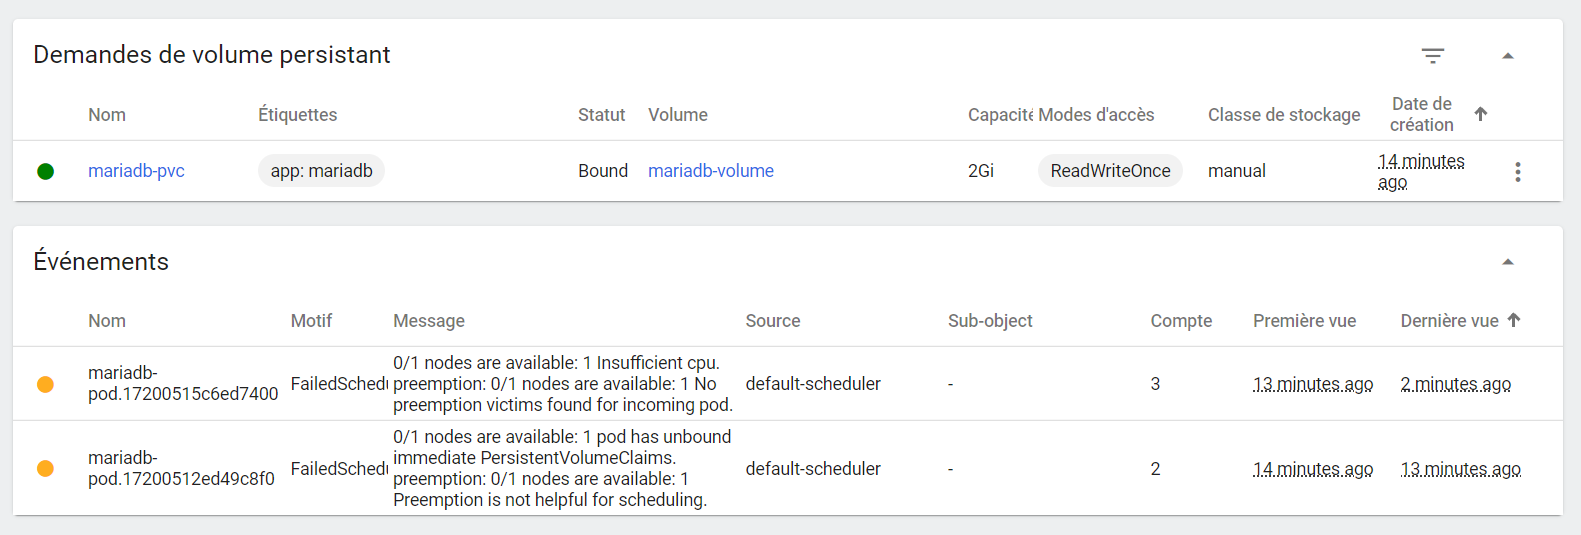 Demandes de volume persistant
Nom Étiquettes Statut Volume Capacité Modes d'accès Classe de stockage Date de
création
mariadb-pvc app: mariadb Bound mariadb-volume 2Gi ReadWriteOnce manual 14 minutes
ago
Événements
Nom Motif Message Source Sub-object Compte Première vue Dernière vue
mariadb-
pod.17200515c6ed7400
FailedSchedu
0/1 nodes are available: 1 Insufficient cpu.
preemption: 0/1 nodes are available: 1 No
preemption victims found for incoming pod.
default-scheduler - 3 13 minutes ago 2 minutes ago
mariadb-
pod.17200512ed49c8f0
FailedSchedu
0/1 nodes are available: 1 pod has unbound
immediate PersistentVolumeClaims.
preemption: 0/1 nodes are available: 1
Preemption is not helpful for scheduling.
default-scheduler - 2 14 minutes ago 13 minutes ago